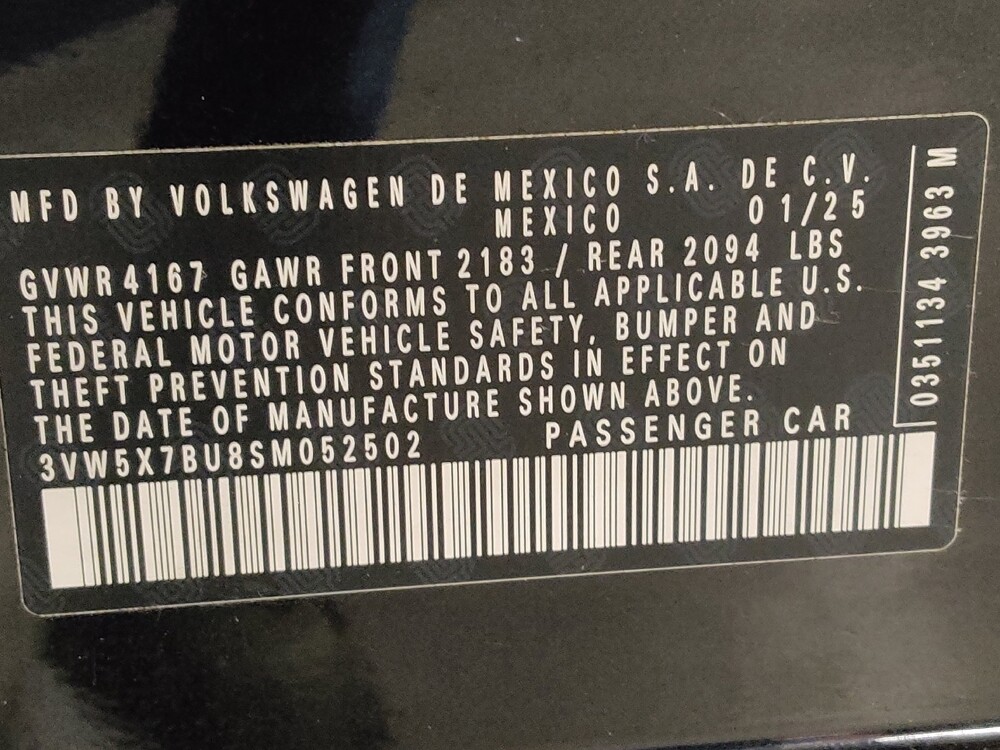 MFD BY VOLKSWAGEN DE MEXICO S.A. DE C.V.
MEXICO 01/25
GVWR 4167 GAWR FRONT 2183 / REAR 2094 LBS
THIS VEHICLE CONFORMS TO ALL APPLICABLE U.S.
FEDERAL MOTOR VEHICLE SAFETY, BUMPER AND
THEFT PREVENTION STANDARDS IN EFFECT ON
THE DATE OF MANUFACTURE SHOWN ABOVE.
3VW5X7BU8SM052502 PASSENGER CAR
0351134 3963 M